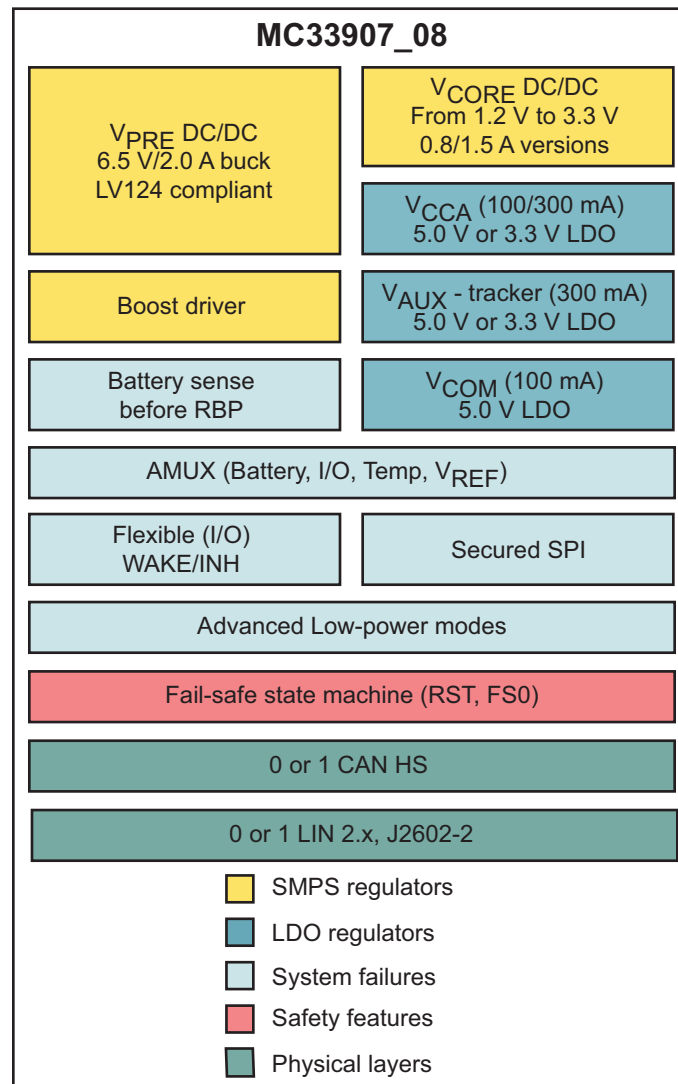 MC33907_08
VPRE DC/DC
6.5 V/2.0 A buck
LV124 compliant
VCORE DC/DC
From 1.2 V to 3.3 V
0.8/1.5 A versions
VCCA (100/300 mA)
5.0 V or 3.3 V LDO
Boost driver
VAUX - tracker (300 mA)
5.0 V or 3.3 V LDO
Battery sense
before RBP
VCOM (100 mA)
5.0 V LDO
AMUX (Battery, I/O, Temp, VREF)
Flexible (I/O)
WAKE/INH
Secured SPI
Advanced Low-power modes
Fail-safe state machine (RST, FS0)
0 or 1 CAN HS
0 or 1 LIN 2.x, J2602-2
SMPS regulators
LDO regulators
System failures
Safety features
Physical layers